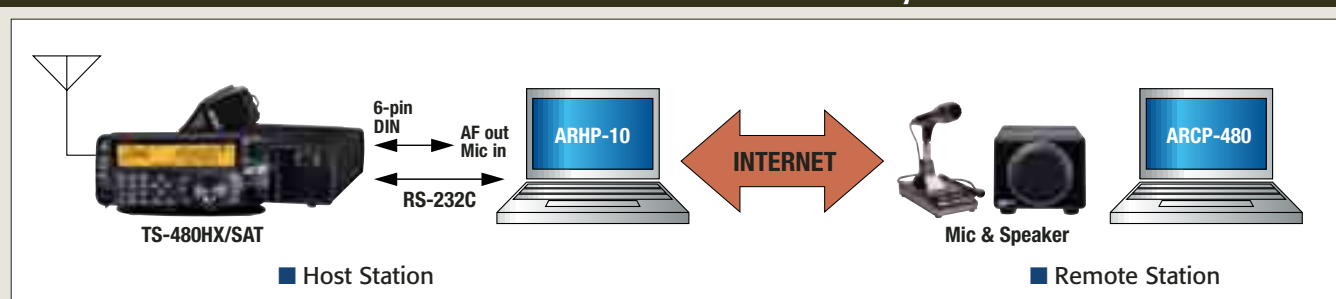 6-pin
DIN
AF out
Mic in
RS-232C
TS-480HX/SAT
ARHP-10
INTERNET
ARCP-480
Mic & Speaker
■ Host Station
■ Remote Station